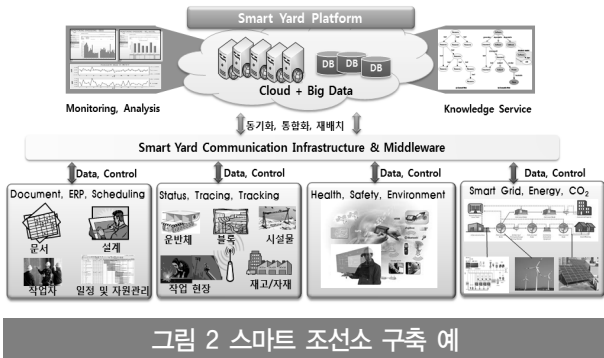 Smart Yard Platform
DB
DB
DB
Cloud + Big Data
Monitoring, Analysis
Knowledge Service
동기화, 통합화, 재배치
Smart Yard Communication Infrastructure & Middleware
Data, Control
Data, Control
Data, Control
Data, Control
Document, ERP, Scheduling
문서
설계
작업자
일정 및 자원관리
Status, Tracing, Tracking
운반체
블록
시설물
작업 현장
재고/자재
Health, Safety, Environment
Smart Grid, Energy, CO₂
그림 2 스마트 조선소 구축 예